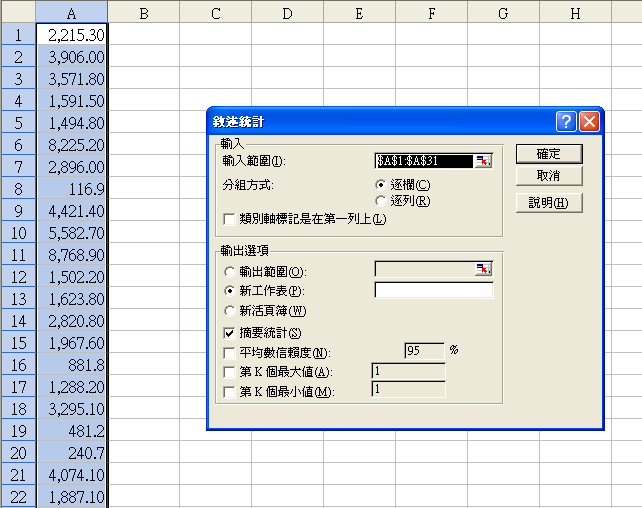 A B C D E F G H
1 2,215.30
2 3,906.00
3 3,571.80
4 1,591.50
5 1,494.80
6 8,225.20
7 2,896.00
8 116.9
9 4,421.40
10 5,582.70
11 8,768.90
12 1,502.20
13 1,623.80
14 2,820.80
15 1,967.60
16 881.8
17 1,288.20
18 3,295.10
19 481.2
20 240.7
21 4,074.10
22 1,887.10
敘述統計 ?
輸入
輸入範圍(I): $A$1:$A$31
分組方式: 逐欄(C)
逐列(R)
類別軸標記是在第一列上(L)
確定
取消
說明(H)
輸出選項
輸出範圍(O):
新工作表(P):
新活頁簿(W)
摘要統計(S)
平均數信賴度(N): 95 %
第 K 個最大值(A): 1
第 K 個最小值(M): 1